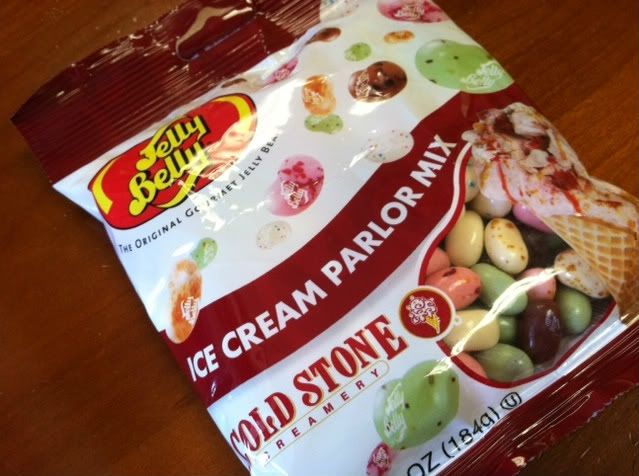 Jelly
Belly
THE ORIGINAL GOURMET JELLY BEAN
ICE CREAM PARLOR MIX
COLD STONE
CREAMERY
OZ (184g) U